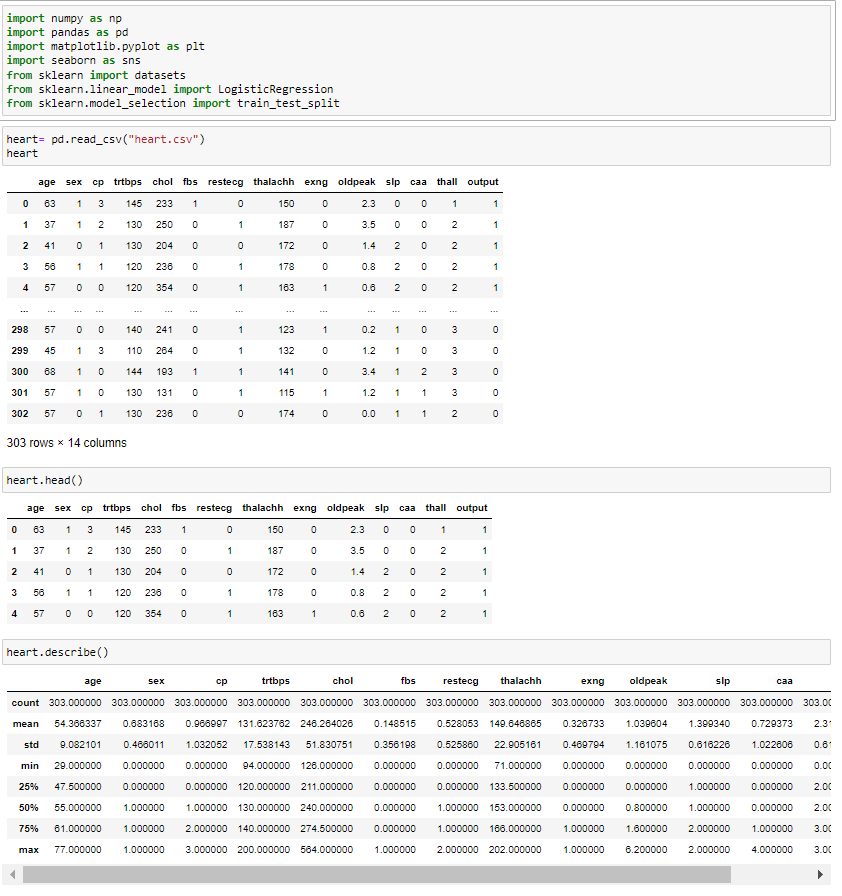 import numpy as np
import pandas as pd
import matplotlib.pyplot as plt
import seaborn as sns
from sklearn import datasets
from sklearn.linear_model import LogisticRegression
from sklearn.model_selection import train_test_split
heart= pd.read_csv("heart.csv")
heart
age sex cp trtbps chol fbs restecg thalachh exng oldpeak slp caa thall output
0 63 1 3 145 233 1 0 150 0 2.3 0 0 1 1
1 37 1 2 130 250 0 1 187 0 3.5 0 0 2 1
2 41 0 1 130 204 0 0 172 0 1.4 2 0 2 1
3 56 1 1 120 236 0 1 178 0 0.8 2 0 2 1
4 57 0 0 120 354 0 1 163 1 0.6 2 0 2 1
... ... ... ... ... ... ... ... ... ... ... ... ... ... ...
298 57 0 0 140 241 0 1 123 1 0.2 1 0 3 0
299 45 1 3 110 264 0 1 132 0 1.2 1 0 3 0
300 68 1 0 144 193 1 1 141 0 3.4 1 2 3 0
301 57 1 0 130 131 0 1 115 1 1.2 1 1 3 0
302 57 0 1 130 236 0 0 174 0 0.0 1 1 2 0
303 rows × 14 columns
heart.head()
age sex cp trtbps chol fbs restecg thalachh exng oldpeak slp caa thall output
0 63 1 3 145 233 1 0 150 0 2.3 0 0 1 1
1 37 1 2 130 250 0 1 187 0 3.5 0 0 2 1
2 41 0 1 130 204 0 0 172 0 1.4 2 0 2 1
3 56 1 1 120 236 0 1 178 0 0.8 2 0 2 1
4 57 0 0 120 354 0 1 163 1 0.6 2 0 2 1
heart.describe()
age sex cp trtbps chol fbs restecg thalachh exng oldpeak slp caa
count 303.000000 303.000000 303.000000 303.000000 303.000000 303.000000 303.000000 303.000000 303.000000 303.000000 303.000000 303.000000 303.00
mean 54.366337 0.683168 0.966997 131.623762 246.264026 0.148515 0.528053 149.646865 0.326733 1.039604 1.399340 0.729373 2.31
std 9.082101 0.466011 1.032052 17.538143 51.830751 0.356198 0.525860 22.905161 0.469794 1.161075 0.616226 1.022606 0.61
min 29.000000 0.000000 0.000000 94.000000 126.000000 0.000000 0.000000 71.000000 0.000000 0.000000 0.000000 0.000000 0.00
25% 47.500000 0.000000 0.000000 120.000000 211.000000 0.000000 0.000000 133.500000 0.000000 0.000000 1.000000 0.000000 2.00
50% 55.000000 1.000000 1.000000 130.000000 240.000000 0.000000 1.000000 153.000000 0.000000 0.800000 1.000000 0.000000 2.00
75% 61.000000 1.000000 2.000000 140.000000 274.500000 0.000000 1.000000 166.000000 1.000000 1.600000 2.000000 1.000000 3.00
max 77.000000 1.000000 3.000000 200.000000 564.000000 1.000000 2.000000 202.000000 1.000000 6.200000 2.000000 4.000000 3.00